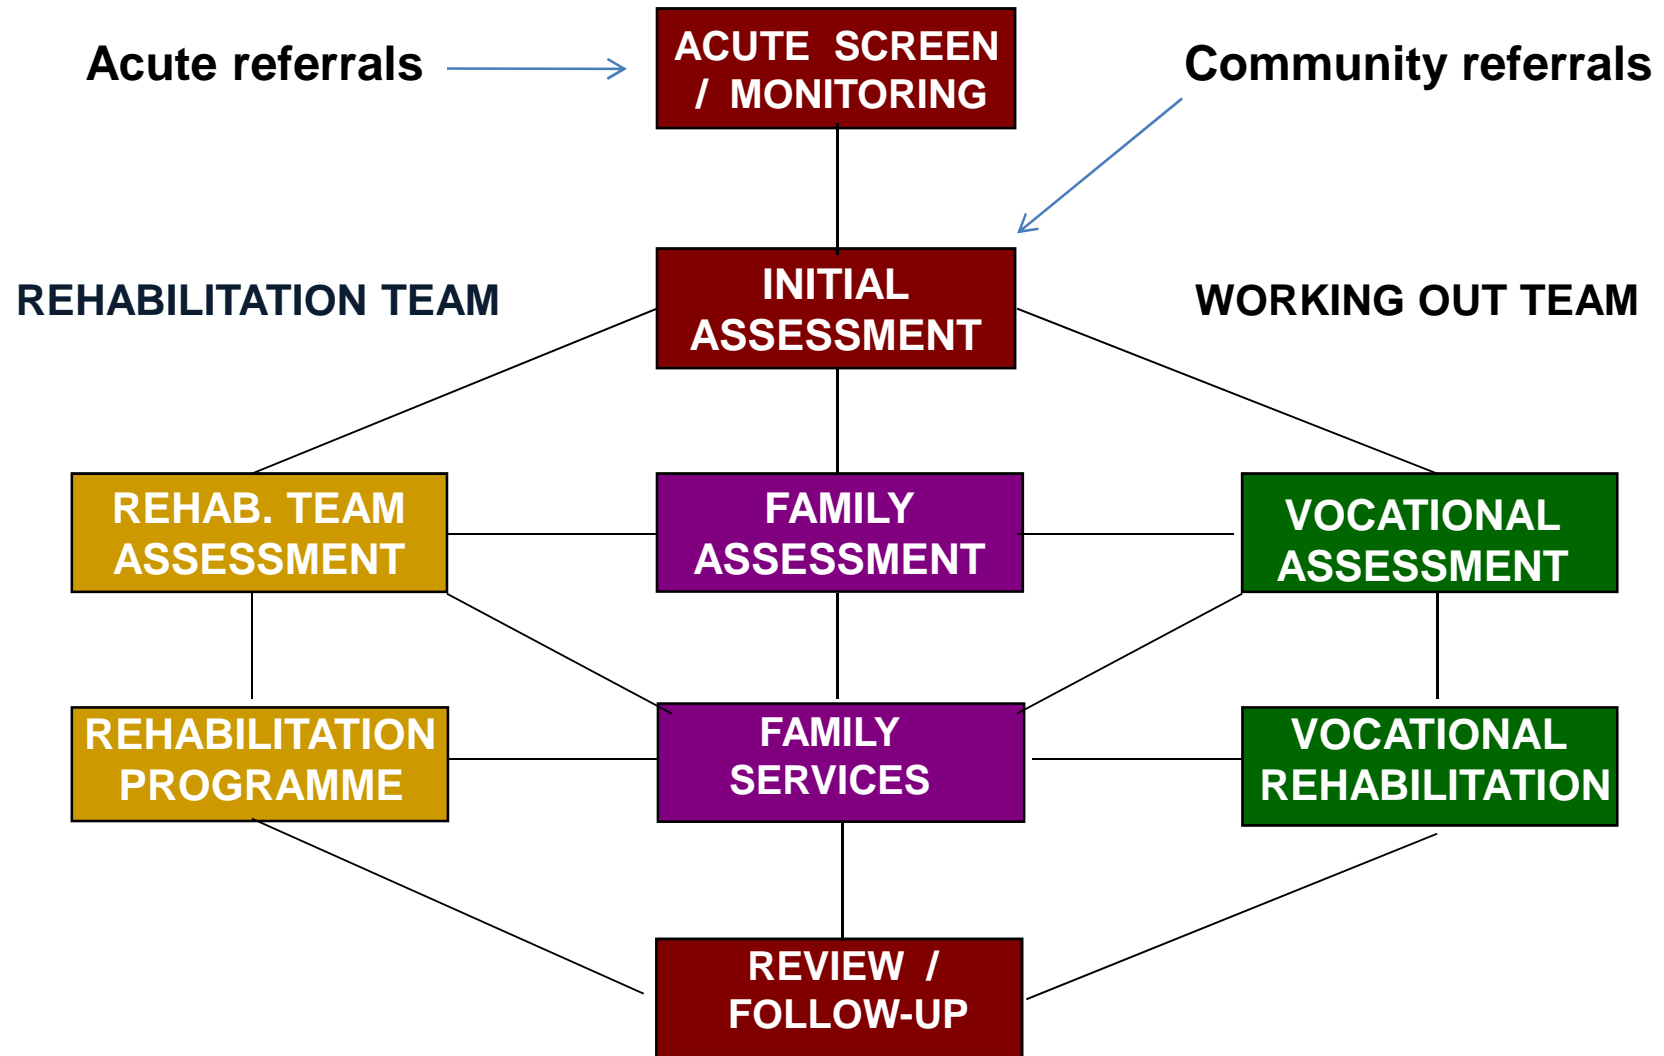 Acute referrals
ACUTE SCREEN
/ MONITORING
Community referrals
REHABILITATION TEAM
INITIAL
ASSESSMENT
WORKING OUT TEAM
REHAB. TEAM
ASSESSMENT
FAMILY
ASSESSMENT
VOCATIONAL
ASSESSMENT
REHABILITATION
PROGRAMME
FAMILY
SERVICES
VOCATIONAL
REHABILITATION
REVIEW /
FOLLOW-UP